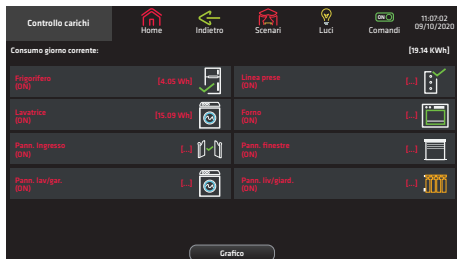 Controllo carichi
Home
Indietro
Scenari
Luci
ON
Comandi
11:07:02
09/10/2020
Consumo giorno corrente:
[19.14 KWh]
Frigorifero
(ON)
[4.05 Wh]
Linea prese
(ON)
[...]
Lavatrice
(ON)
[15.09 Wh]
Forno
(ON)
[...]
Pann. Ingresso
(ON)
[...]
Pann. finestre
(ON)
[...]
Pann. lav/gar.
(ON)
[...]
Pann. liv/giard.
(ON)
[...]
Grafico